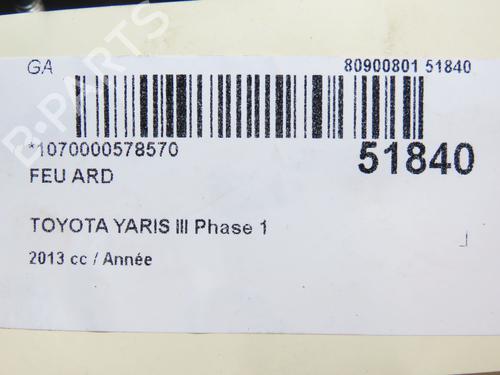 GA 80900801 51840
*1070000578570 51840
FEU ARD
TOYOTA YARIS III Phase 1
2013 cc / Année
B-PARTS